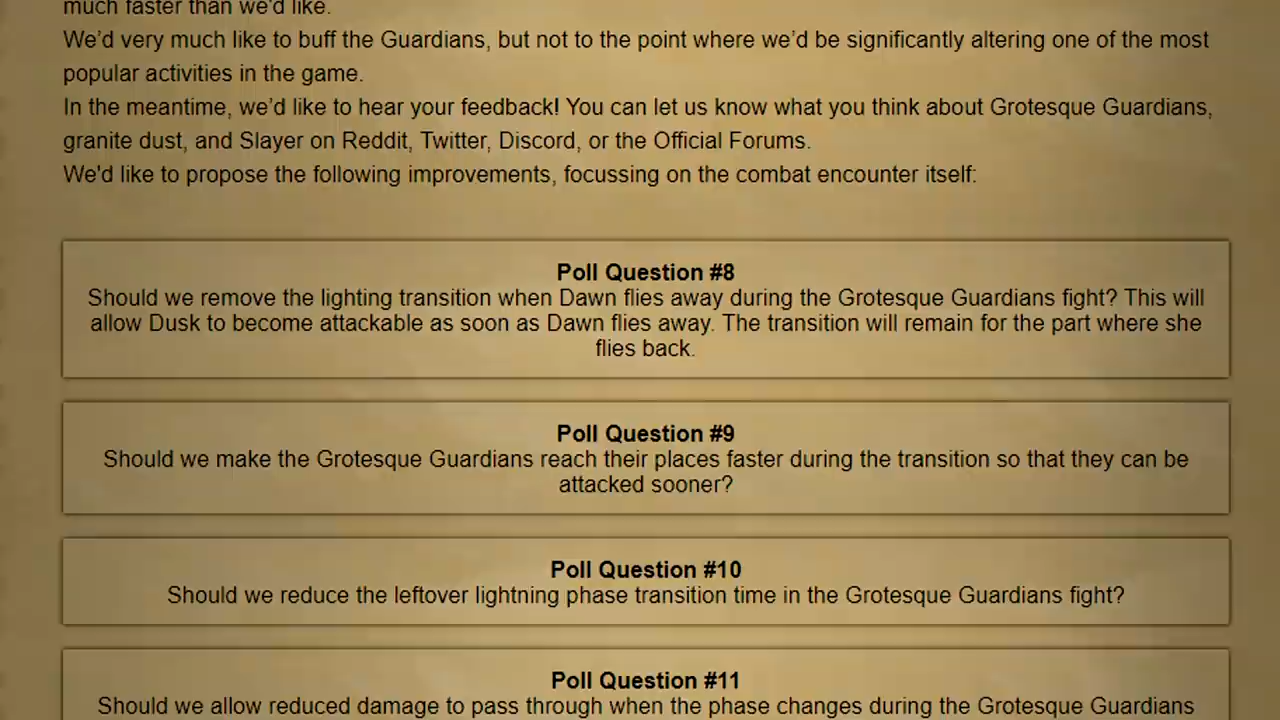 much faster than we'd like.
We’d very much like to buff the Guardians, but not to the point where we’d be significantly altering one of the most
popular activities in the game.
In the meantime, we’d like to hear your feedback! You can let us know what you think about Grotesque Guardians,
granite dust, and Slayer on Reddit, Twitter, Discord, or the Official Forums.
We'd like to propose the following improvements, focussing on the combat encounter itself:
Poll Question #8
Should we remove the lighting transition when Dawn flies away during the Grotesque Guardians fight? This will
allow Dusk to become attackable as soon as Dawn flies away. The transition will remain for the part where she
flies back.
Poll Question #9
Should we make the Grotesque Guardians reach their places faster during the transition so that they can be
attacked sooner?
Poll Question #10
Should we reduce the leftover lightning phase transition time in the Grotesque Guardians fight?
Poll Question #11
Should we allow reduced damage to pass through when the phase changes during the Grotesque Guardians